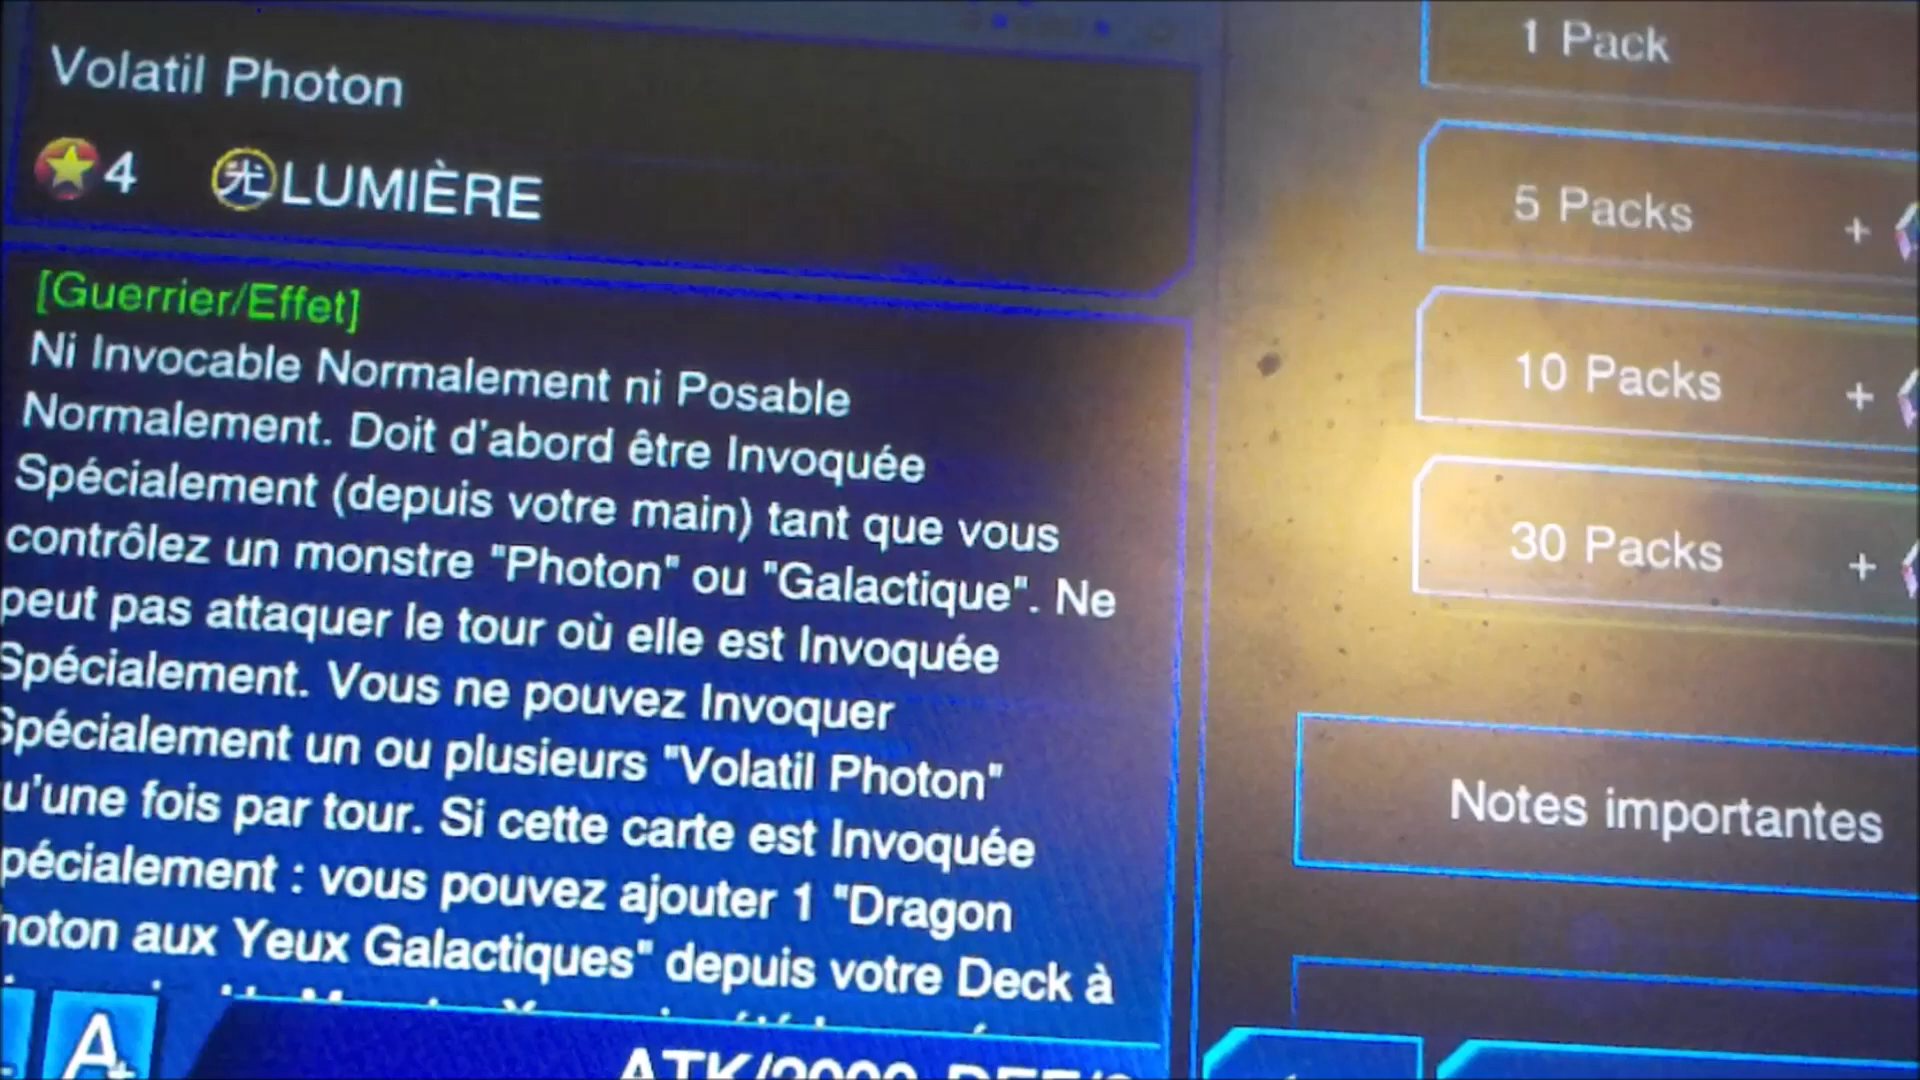 Volatil Photon
4 光 LUMIÈRE
[Guerrier/Effet]
Ni Invocable Normalement ni Posable
Normalement. Doit d'abord être Invoquée
Spécialement (depuis votre main) tant que vous
contrôlez un monstre "Photon" ou "Galactique". Ne
peut pas attaquer le tour où elle est Invoquée
Spécialement. Vous ne pouvez Invoquer
Spécialement un ou plusieurs "Volatil Photon"
u'une fois par tour. Si cette carte est Invoquée
pécialement : vous pouvez ajouter 1 "Dragon
hoton aux Yeux Galactiques" depuis votre Deck à
A+
ATK/2000
1 Pack
5 Packs +
10 Packs +
30 Packs +
Notes importantes